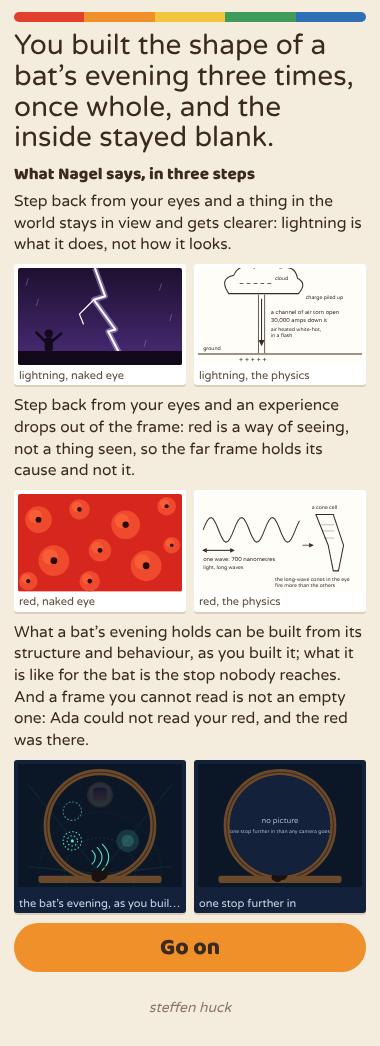 You built the shape of a
bat's evening three times,
once whole, and the
inside stayed blank.
What Nagel says, in three steps
Step back from your eyes and a thing in the
world stays in view and gets clearer: lightning is
what it does, not how it looks.
cloud
charge piled up
a channel of air torn open
30,000 amps down it
air heated white-hot,
in a flash
ground
+ + + + +
lightning, naked eye
lightning, the physics
Step back from your eyes and an experience
drops out of the frame: red is a way of seeing,
not a thing seen, so the far frame holds its
cause and not it.
a cone cell
one wave: 700 nanometres
light, long waves
the long-wave cones in the eye
fire more than the others
red, naked eye
red, the physics
What a bat's evening holds can be built from its
structure and behaviour, as you built it; what it
is like for the bat is the stop nobody reaches.
And a frame you cannot read is not an empty
one: Ada could not read your red, and the red
was there.
no picture
one stop further in than any camera goes
the bat's evening, as you buil...
one stop further in
Go on
steffen huck